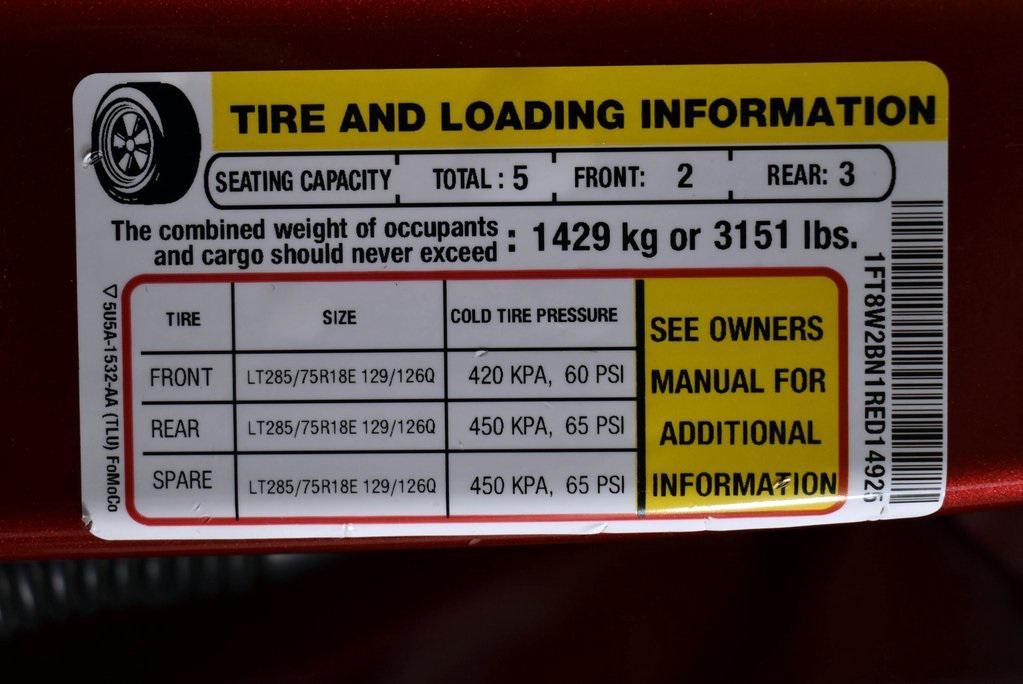 TIRE AND LOADING INFORMATION
SEATING CAPACITY TOTAL : 5 FRONT: 2 REAR: 3
The combined weight of occupants
and cargo should never exceed : 1429 kg or 3151 lbs.
TIRE SIZE COLD TIRE PRESSURE
FRONT LT285/75R18E 129/126Q 420 KPA, 60 PSI
REAR LT285/75R18E 129/126Q 450 KPA, 65 PSI
SPARE LT285/75R18E 129/126Q 450 KPA, 65 PSI
SEE OWNERS
MANUAL FOR
ADDITIONAL
INFORMATION
5U5A-1532-AA (TLU) FoMoCo
1FT8W2BN1RED14925